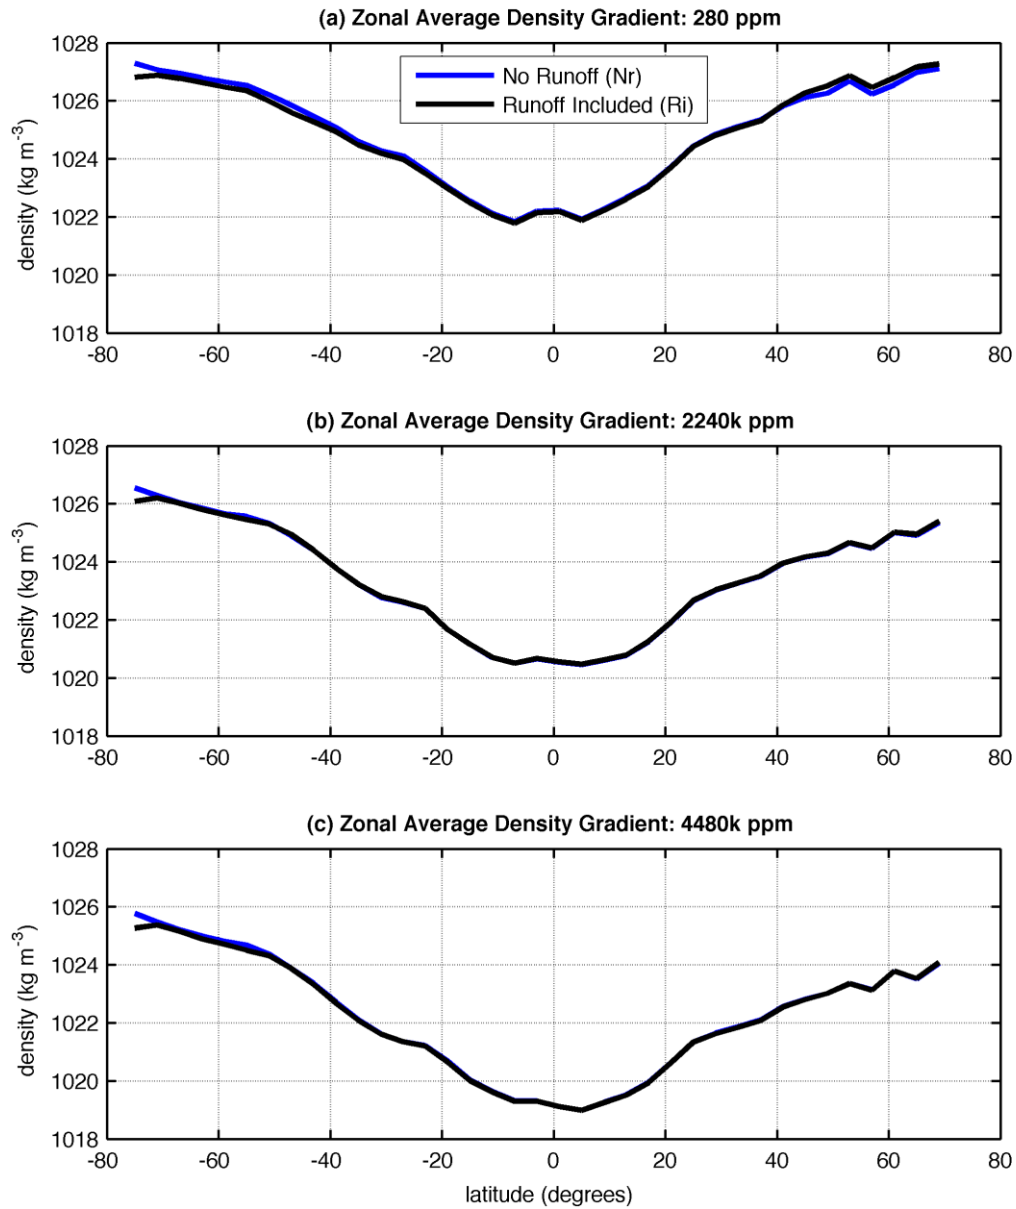 (a) Zonal Average Density Gradient: 280 ppm
1028
1026
1024
1022
1020
1018
density (kg m-3)
No Runoff (Nr)
Runoff Included (Ri)
-80 -60 -40 -20 0 20 40 60 80
(b) Zonal Average Density Gradient: 2240k ppm
1028
1026
1024
1022
1020
1018
density (kg m-3)
-80 -60 -40 -20 0 20 40 60 80
(c) Zonal Average Density Gradient: 4480k ppm
1028
1026
1024
1022
1020
1018
density (kg m-3)
-80 -60 -40 -20 0 20 40 60 80
latitude (degrees)